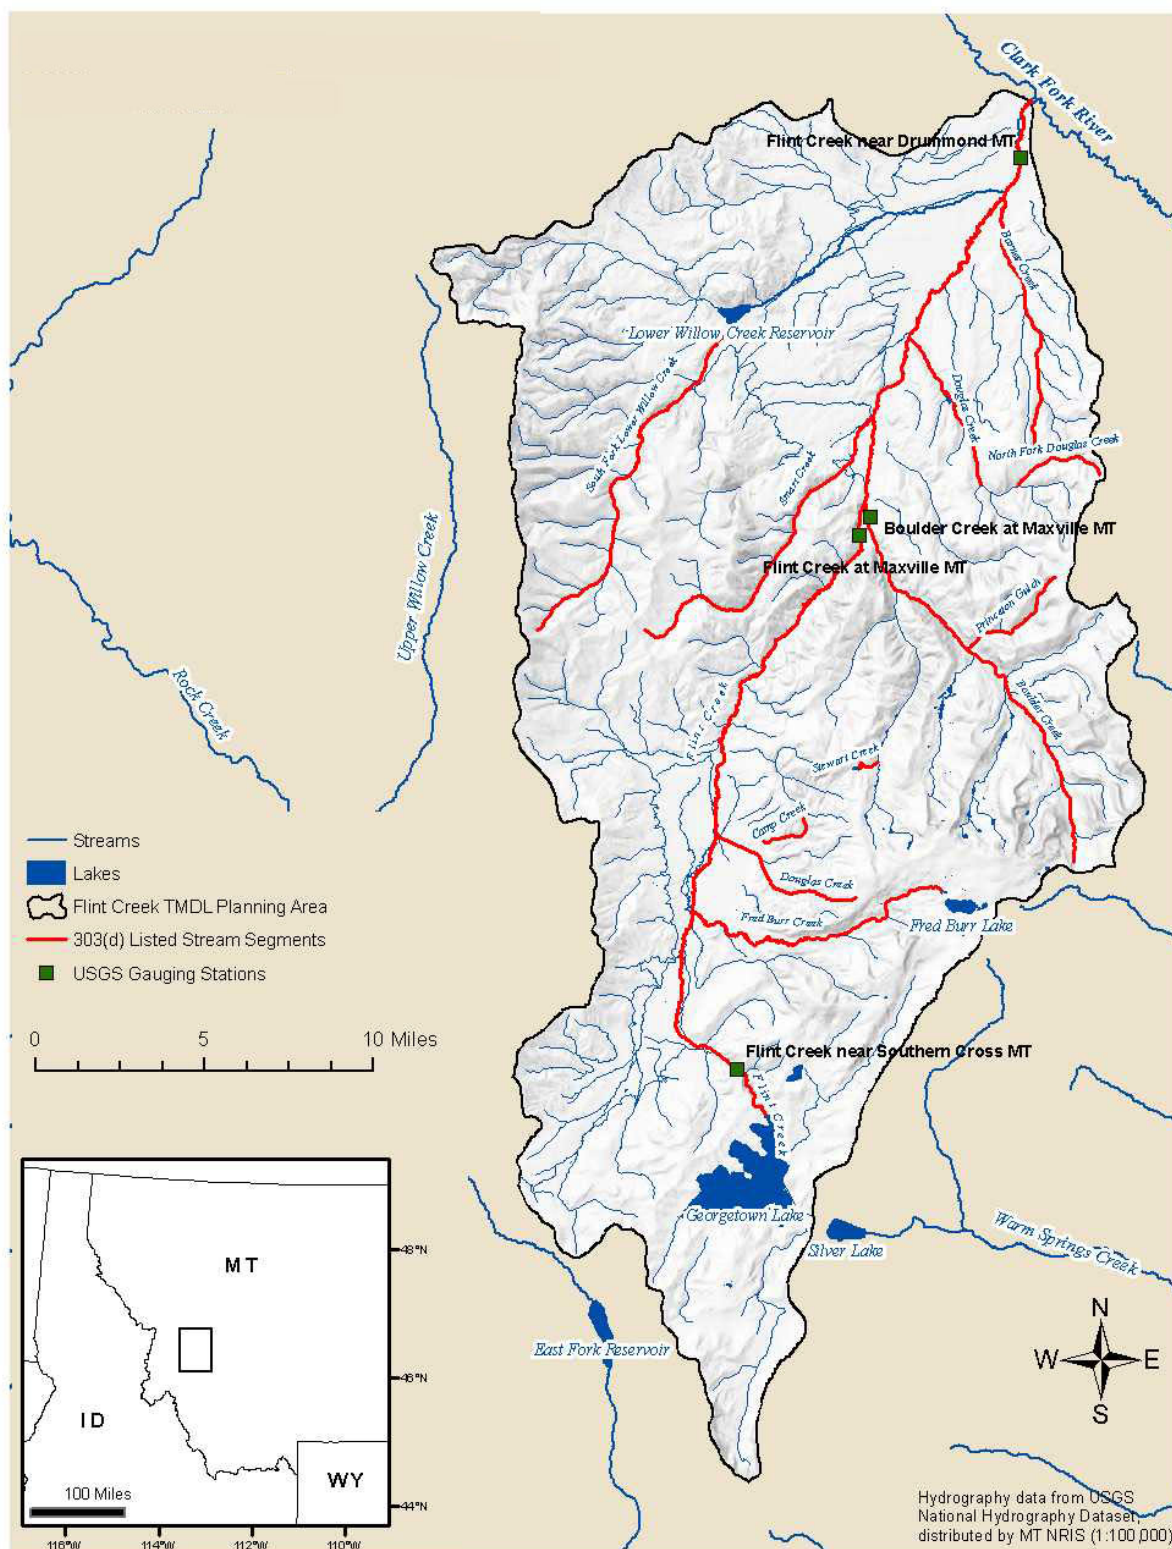 Clark Fork River
Flint Creek near Drummond MT
Barnes Creek
Lower Willow Creek Reservoir
South Fork Lower Willow Creek
Douglas Creek
North Fork Douglas Creek
Smart Creek
Boulder Creek at Maxville MT
Flint Creek at Maxville MT
Upper Willow Creek
Princeton Gulch
Rock Creek
Flint Creek
Boulder Creek
Stewart Creek
Camp Creek
Douglas Creek
Fred Burr Creek
Fred Burr Lake
Streams
Lakes
Flint Creek TMDL Planning Area
303(d) Listed Stream Segments
USGS Gauging Stations
0 5 10 Miles
Flint Creek near Southern Cross MT
Flint Creek
Georgetown Lake
Silver Lake
Warm Springs Creek
East Fork Reservoir
MT
ID
WY
48°N
46°N
44°N
100 Miles
116°W 114°W 112°W 110°W
N
W E
S
Hydrography data from USGS
National Hydrography Dataset,
distributed by MT NRIS (1:100,000)